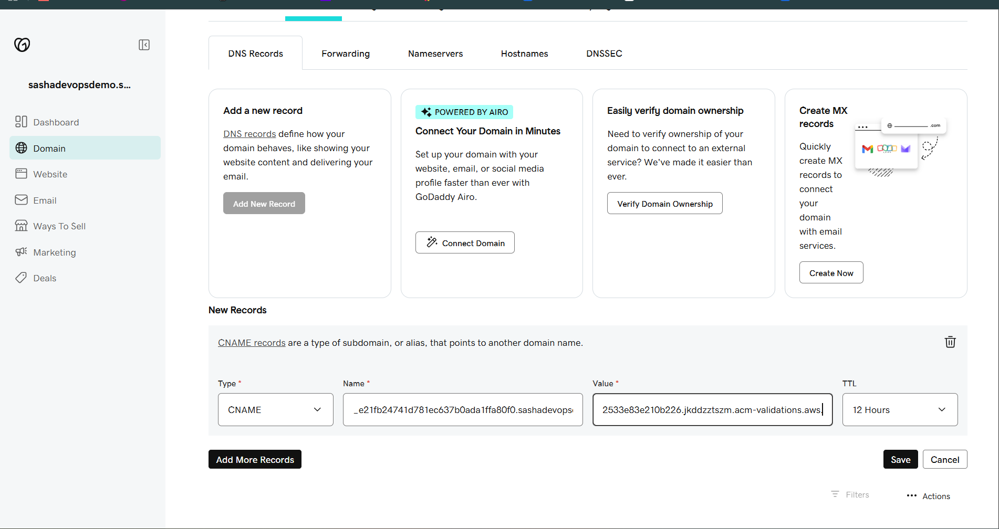 sashadevopsdemo.s...
Dashboard
Domain
Website
Email
Ways To Sell
Marketing
Deals
DNS Records
Forwarding
Nameservers
Hostnames
DNSSEC
Add a new record
DNS records define how your
domain behaves, like showing your
website content and delivering your
email.
Add New Record
POWERED BY AIRO
Connect Your Domain in Minutes
Set up your domain with your
website, email, or social media
profile faster than ever with
GoDaddy Airo.
Connect Domain
Easily verify domain ownership
Need to verify ownership of your
domain to connect to an external
service? We've made it easier than
ever.
Verify Domain Ownership
Create MX
records
Quickly
create MX
records to
connect
your
domain
with email
services.
.com
Create Now
New Records
CNAME records are a type of subdomain, or alias, that points to another domain name.
Type *
Name *
Value *
TTL
CNAME
_e21fb24741d781ec637b0ada1ffa80f0.sashadevops
2533e83e210b226.jkddzztszm.acm-validations.aws.
12 Hours
Add More Records
Save
Cancel
Filters
Actions